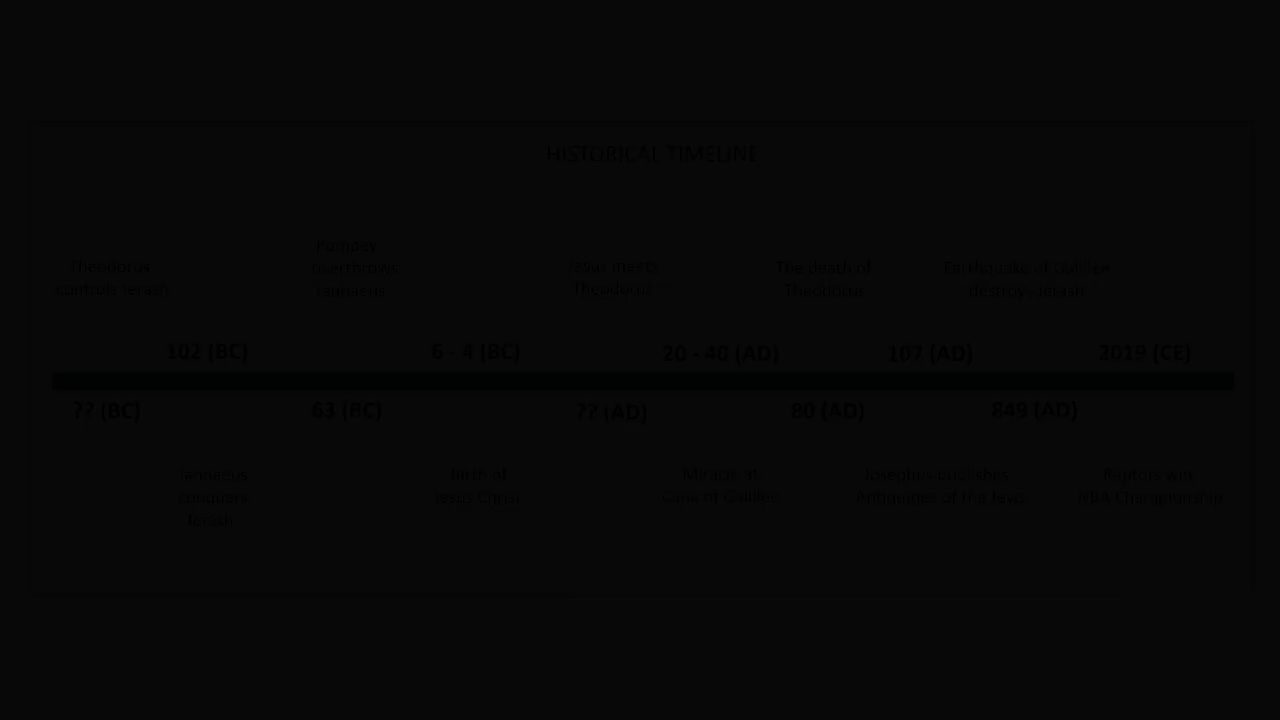 HISTORICAL TIMELINE
Theodorus
controls Jerash
Pompey
overthrows
Jannaeus
Jesus meets
Theodorus
The death of
Theodorus
Earthquake of Galilee
destroys Jerash
102 (BC)
6 - 4 (BC)
20 - 40 (AD)
107 (AD)
2019 (CE)
?? (BC)
63 (BC)
?? (AD)
80 (AD)
849 (AD)
Jannaeus
conquers
Jerash
Birth of
Jesus Christ
Miracle at
Cana of Galilee
Josephus publishes
Antiquities of the Jews
Raptors win
NBA Championship